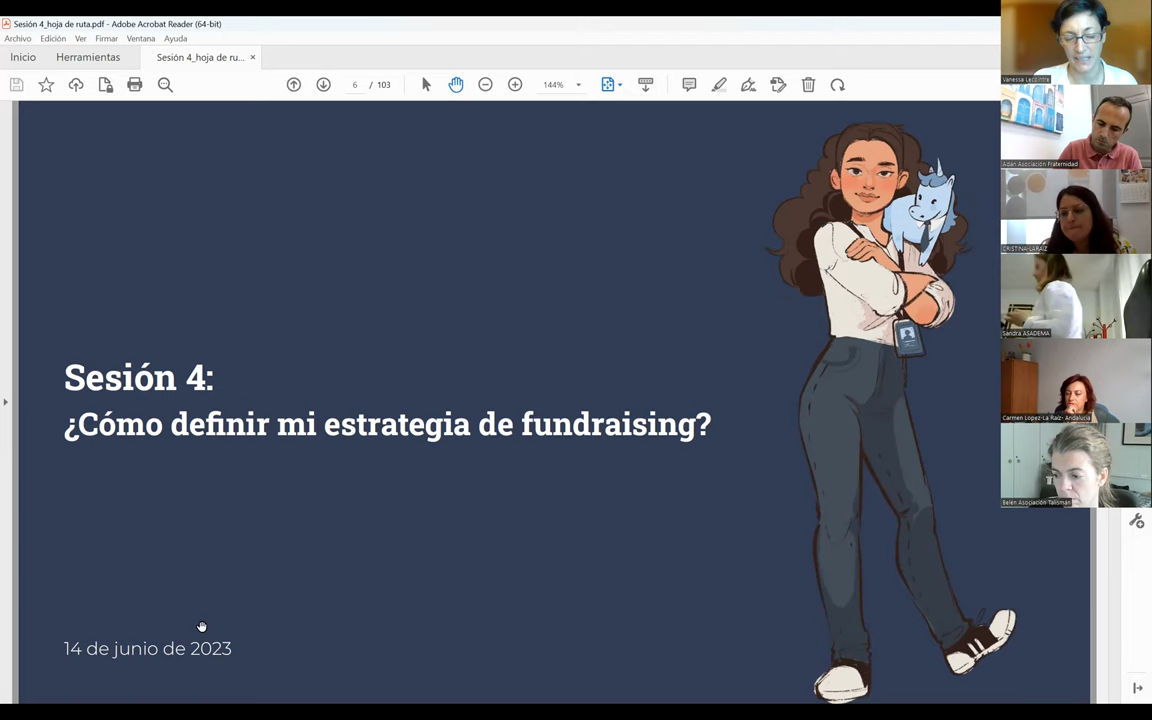 Sesión 4_hoja de ruta.pdf - Adobe Acrobat Reader (64-bit)
Archivo Edición Ver Firmar Ventana Ayuda
Inicio Herramientas Sesión 4_hoja de ru... ×
6 / 103 144%
Sesión 4:
¿Cómo definir mi estrategia de fundraising?
14 de junio de 2023
Vanessa Lecointre
Adán Asociación Fraternidad
CRISTINA-LARAIZ
Sandra ASADEMA
Carmen Lopez-La Raíz- Andalucía
Belén Asociación Talismán